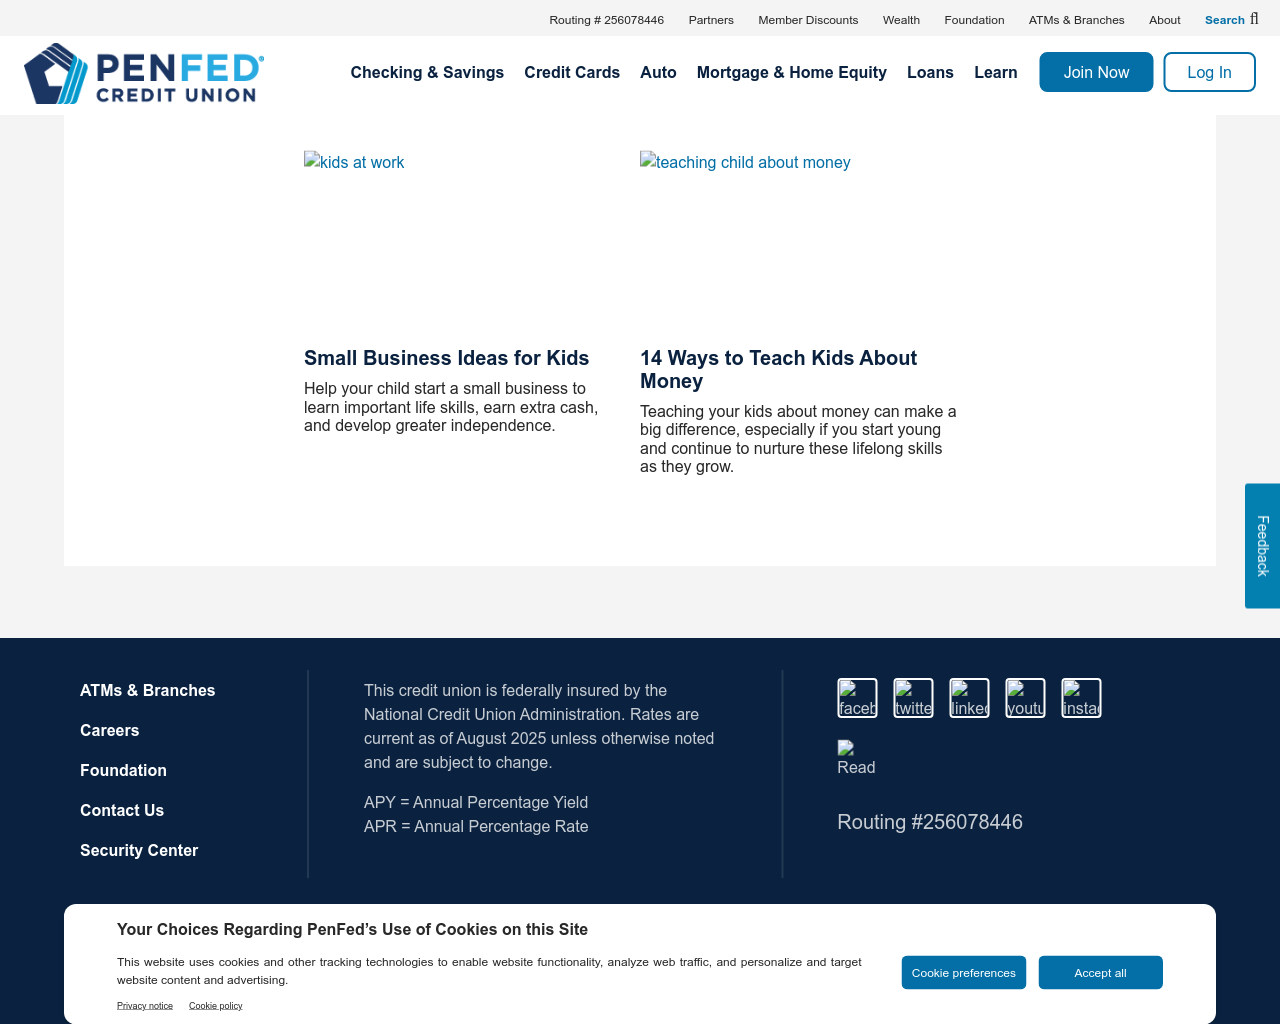 Routing # 256078446 Partners Member Discounts Wealth Foundation ATMs & Branches About Search
PENFED®
CREDIT UNION
Checking & Savings Credit Cards Auto Mortgage & Home Equity Loans Learn Join Now Log In
kids at work
teaching child about money
Small Business Ideas for Kids
Help your child start a small business to
learn important life skills, earn extra cash,
and develop greater independence.
14 Ways to Teach Kids About
Money
Teaching your kids about money can make a
big difference, especially if you start young
and continue to nurture these lifelong skills
as they grow.
Feedback
ATMs & Branches
Careers
Foundation
Contact Us
Security Center
This credit union is federally insured by the
National Credit Union Administration. Rates are
current as of August 2025 unless otherwise noted
and are subject to change.
APY = Annual Percentage Yield
APR = Annual Percentage Rate
faceb twitte linked youtu instag
Read
Routing #256078446
Your Choices Regarding PenFed’s Use of Cookies on this Site
This website uses cookies and other tracking technologies to enable website functionality, analyze web traffic, and personalize and target
website content and advertising.
Privacy notice Cookie policy
Cookie preferences Accept all